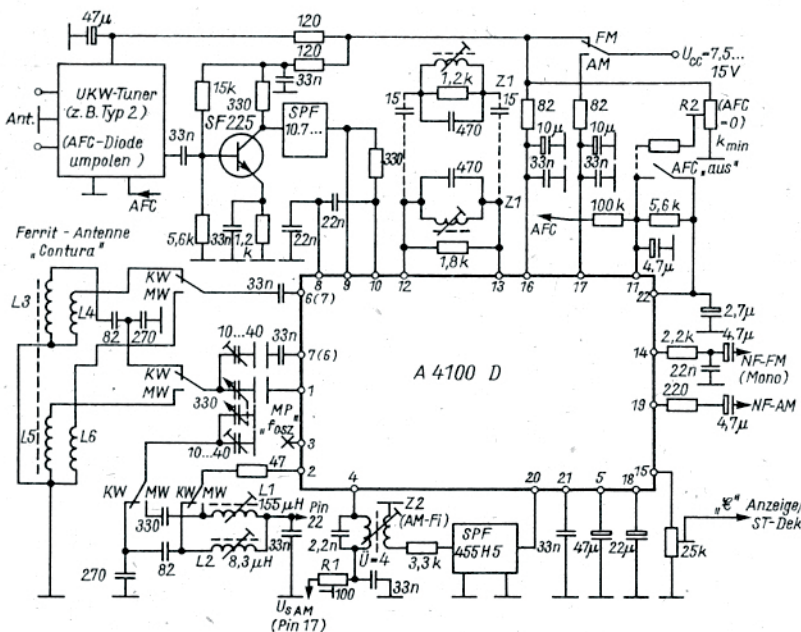 47µ
120
120
FM
AM
U_CC = 7,5...
15V
UKW-Tuner
(z.B. Typ 2)
(AFC-Diode
umpolen)
Ant.
AFC
33n
15k
330
33n
SF225
SPF
10.7...
330
5,6k
33n
1,2
k
22n
22n
1,2k
Z1
15
15
470
470
Z1
1,8k
82
82
10µ
10µ
33n
33n
R2
(AFC
=0)
k min
AFC „aus"
AFC
100k
5,6k
4,7µ
Ferrit-Antenne
„Contura"
L3
L4
KW
MW
33n
82
270
KW
MW
L5
L6
10...40
33n
330
MP
„fosz"
10...40
8
9
10
12
13
16
17
11
6(7)
7(6)
1
3
2
A 4100 D
22
14
19
15
4
20
21
5
18
2,7µ
2,2k
4,7µ
NF-FM
(Mono)
22n
220
NF-AM
4,7µ
47
KW
MW
KW
MW
L1
155µH
Pin
22
330
82
L2
8,3µH
33n
270
2,2n
Ü=4
Z2
(AM-Fi)
3,3k
SPF
455H5
R1
100
33n
U_SAM
(Pin 17)
33n
47µ
22µ
25k
Anzeige/
ST-Dek